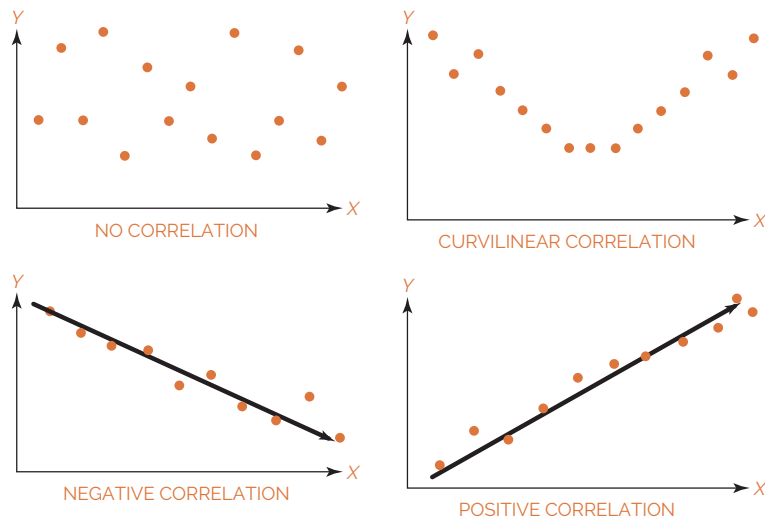 Y
X
NO CORRELATION
Y
X
CURVILINEAR CORRELATION
Y
X
NEGATIVE CORRELATION
Y
X
POSITIVE CORRELATION